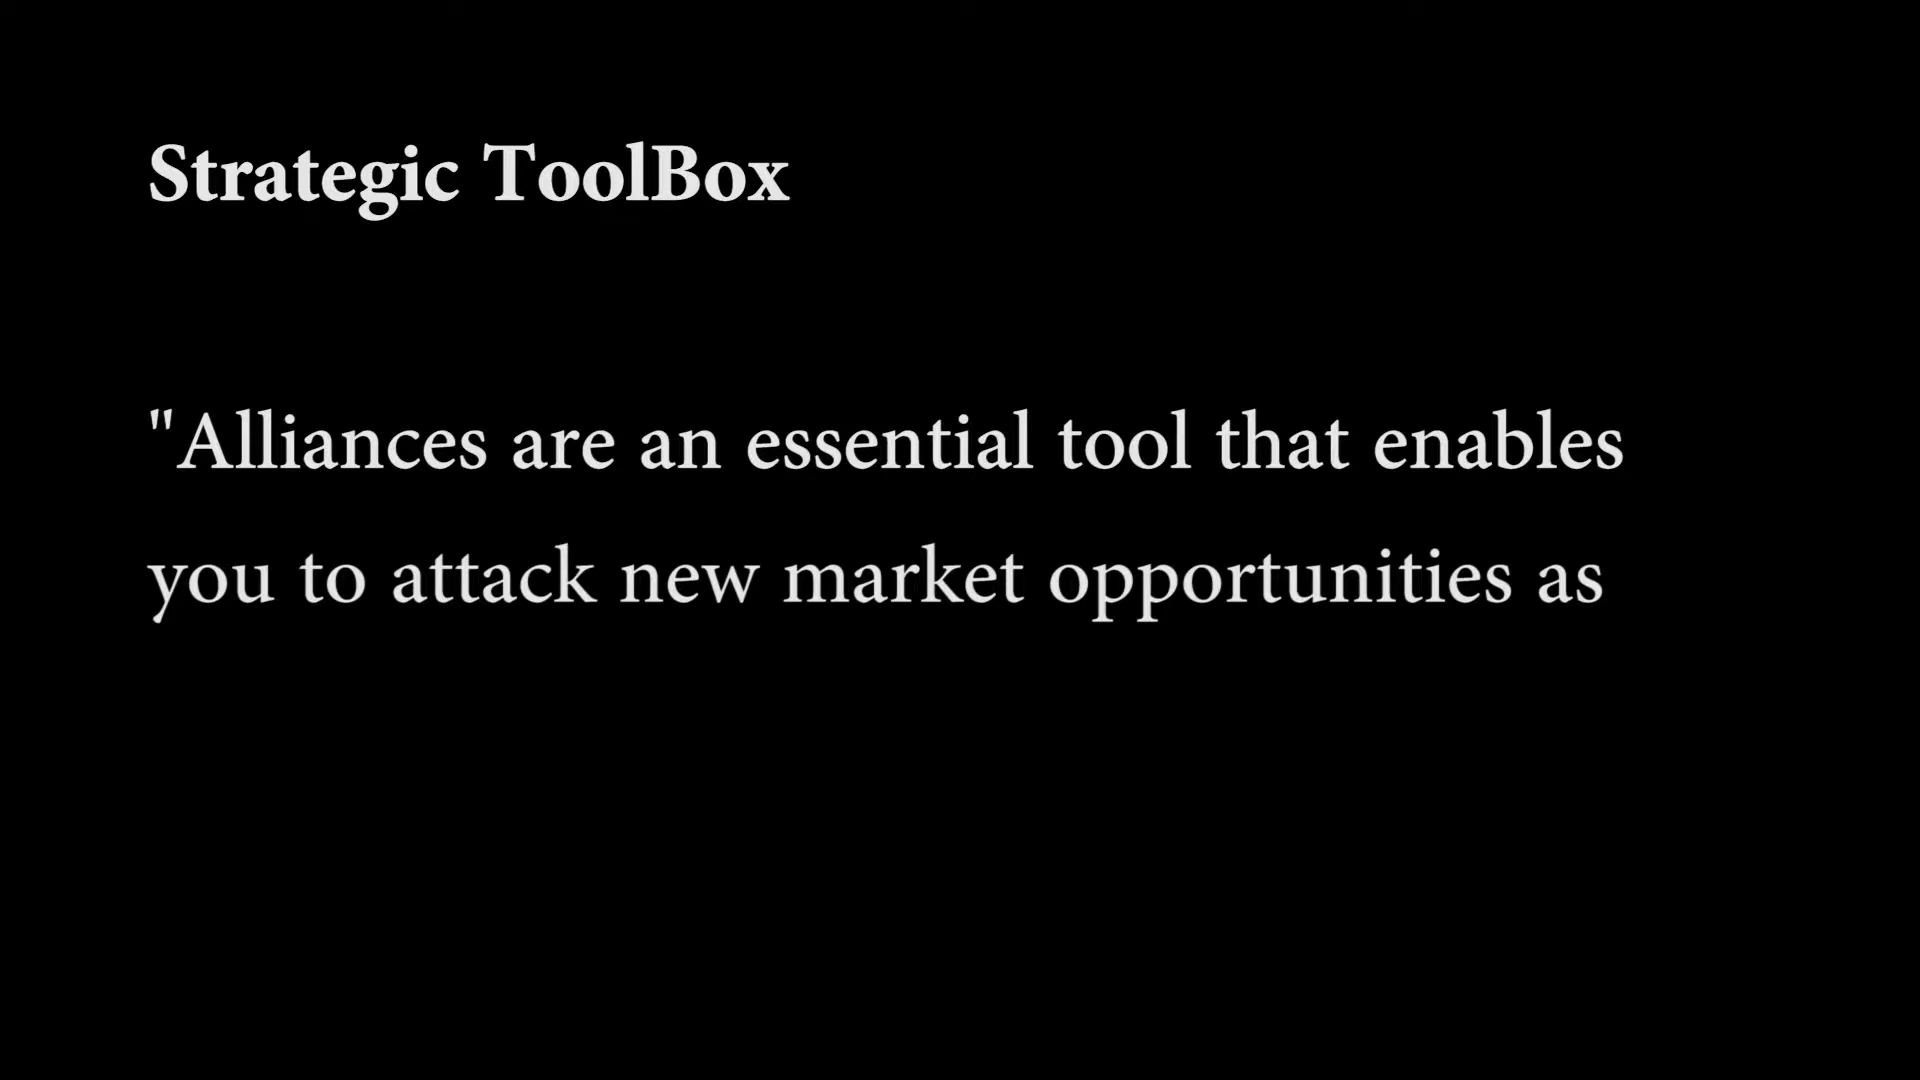 Strategic ToolBox
"Alliances are an essential tool that enables
you to attack new market opportunities as